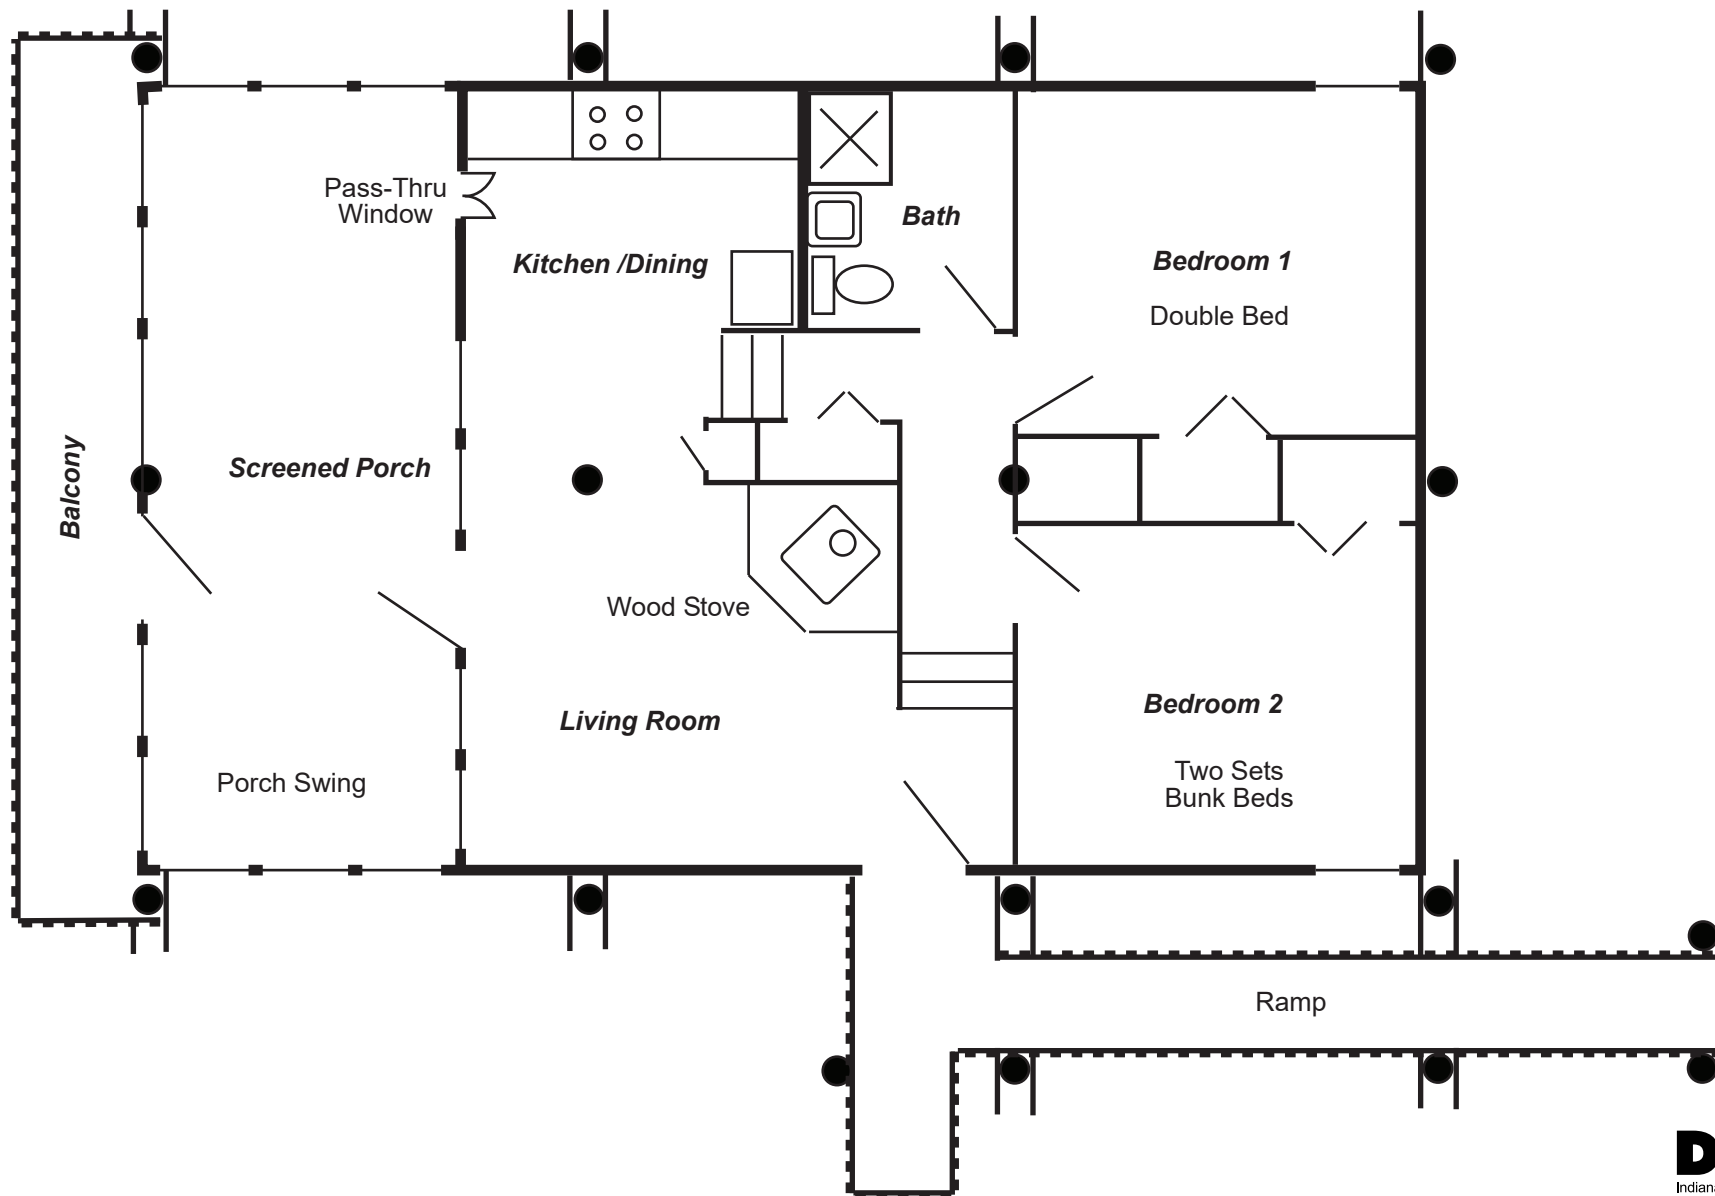 Pass-Thru
Window
Bath
Kitchen /Dining
Bedroom 1
Double Bed
Balcony
Screened Porch
Wood Stove
Living Room
Bedroom 2
Porch Swing
Two Sets
Bunk Beds
Ramp
D
Indiana